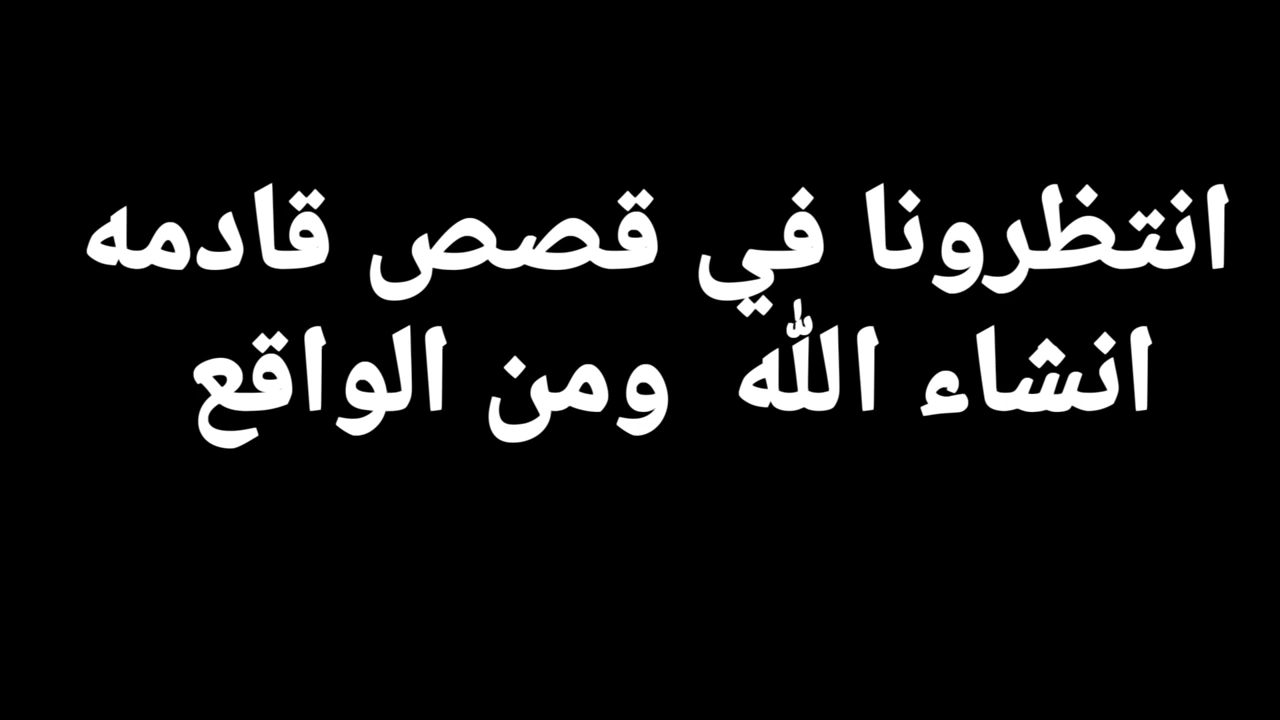 انتظرونا في قصص قادمه
انشاء الله ومن الواقع